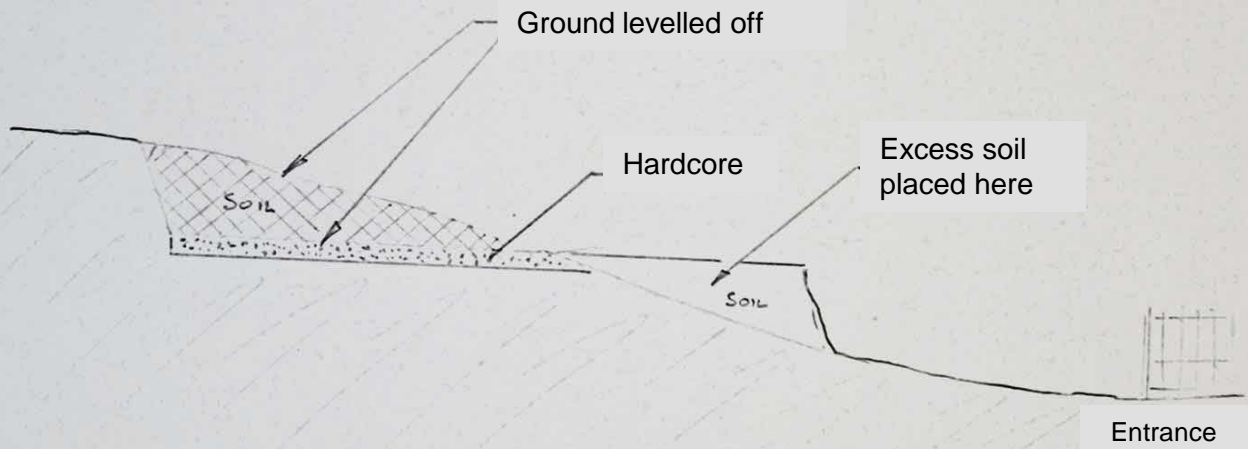 Ground levelled off
Hardcore
Excess soil
placed here
SOIL
SOIL
Entrance